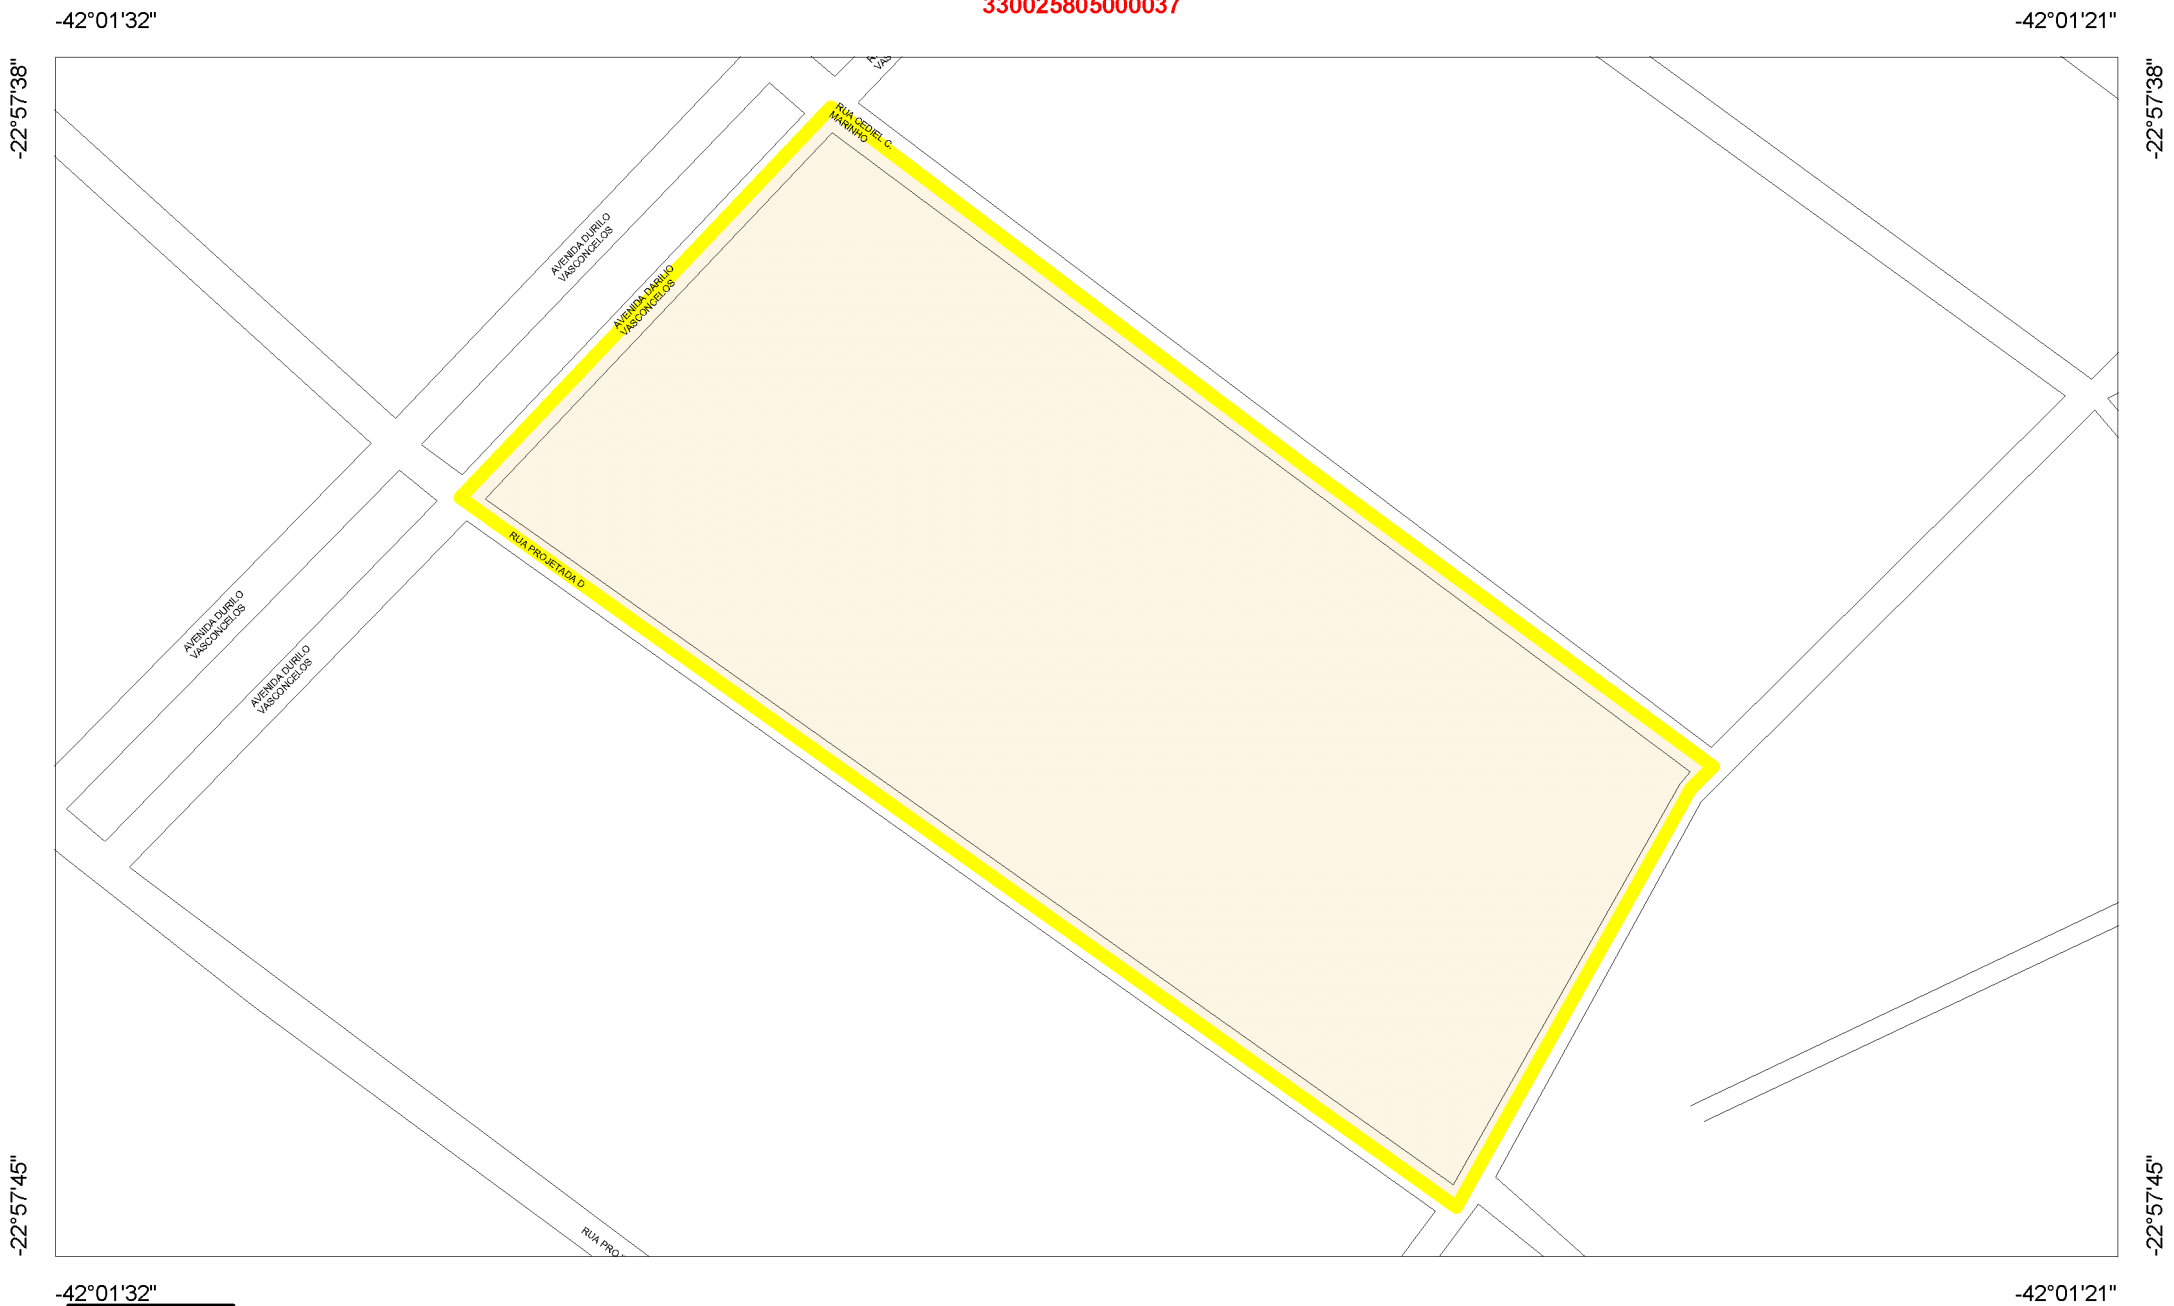 330025805000037
-42°01'32"
-42°01'21"
-22°57'38"
-22°57'38"
RUA CEDIEL C.
MARINHO
AVENIDA DURILO
VASCONCELOS
AVENIDA DARILIO
VASCONCELOS
RUA PROJETADA D
AVENIDA DURILO
VASCONCELOS
AVENIDA DURILO
VASCONCELOS
RUA
-22°57'45"
-22°57'45"
-42°01'32"
-42°01'21"